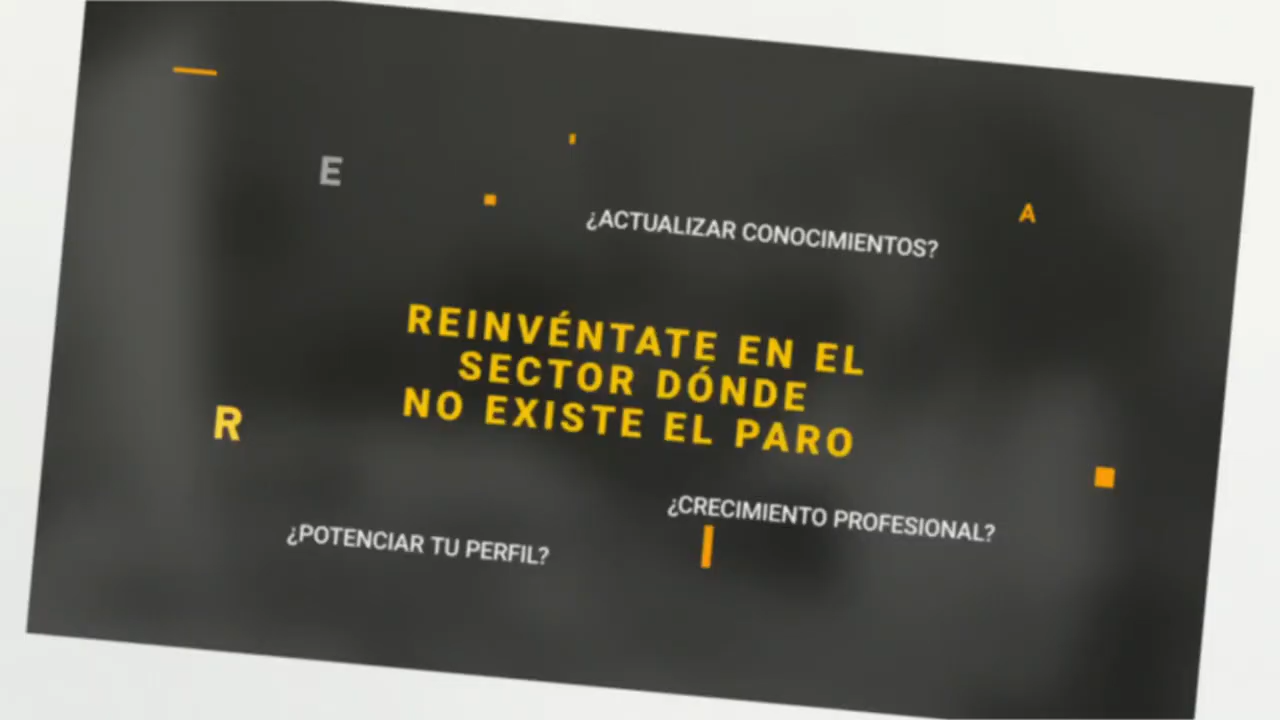 E
A
¿ACTUALIZAR CONOCIMIENTOS?
REINVÉNTATE EN EL
SECTOR DÓNDE
NO EXISTE EL PARO
R
¿CRECIMIENTO PROFESIONAL?
¿POTENCIAR TU PERFIL?